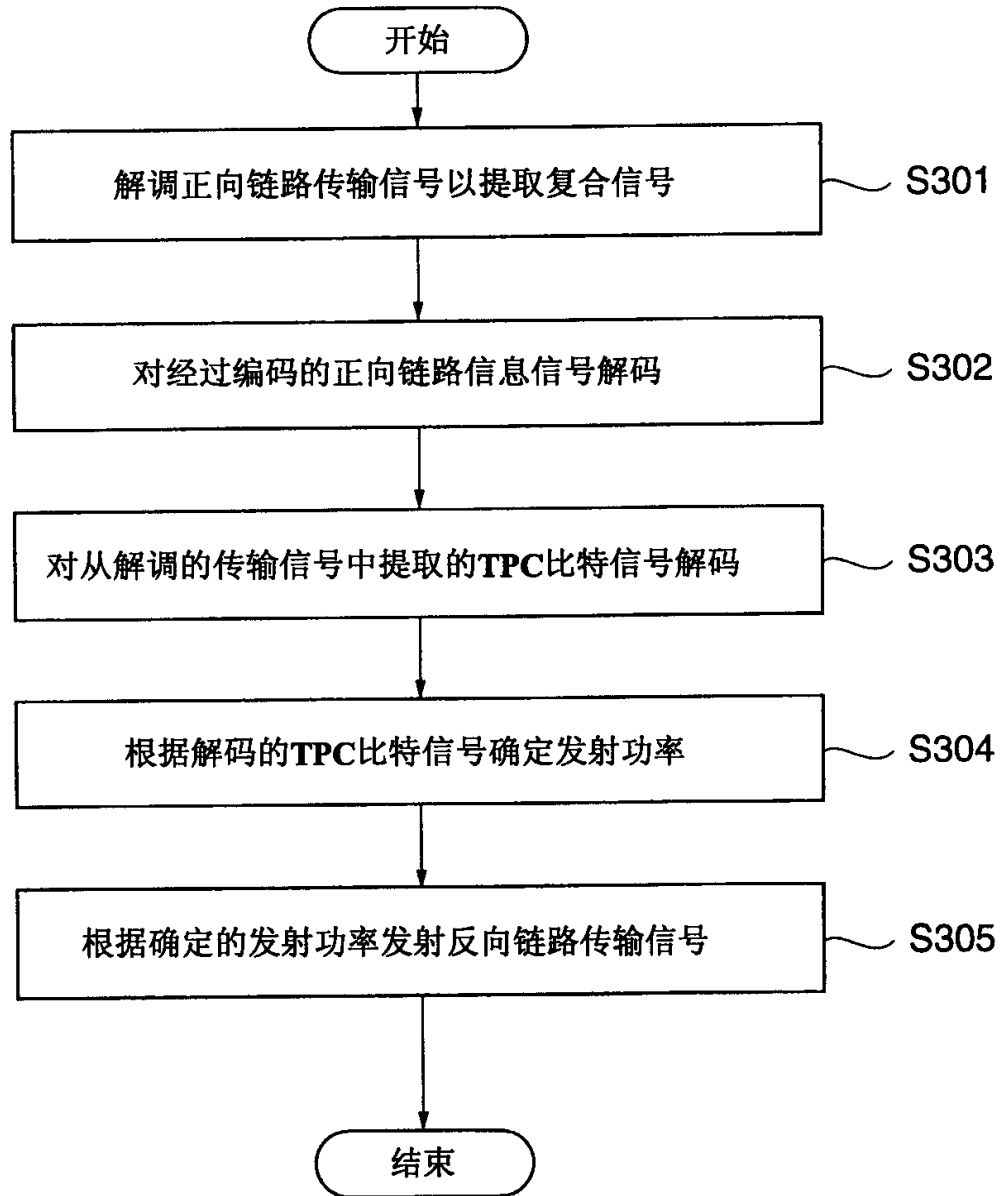 开始
解调正向链路传输信号以提取复合信号
S301
对经过编码的正向链路信息信号解码
S302
对从解调的传输信号中提取的TPC比特信号解码
S303
根据解码的TPC比特信号确定发射功率
S304
根据确定的发射功率发射反向链路传输信号
S305
结束